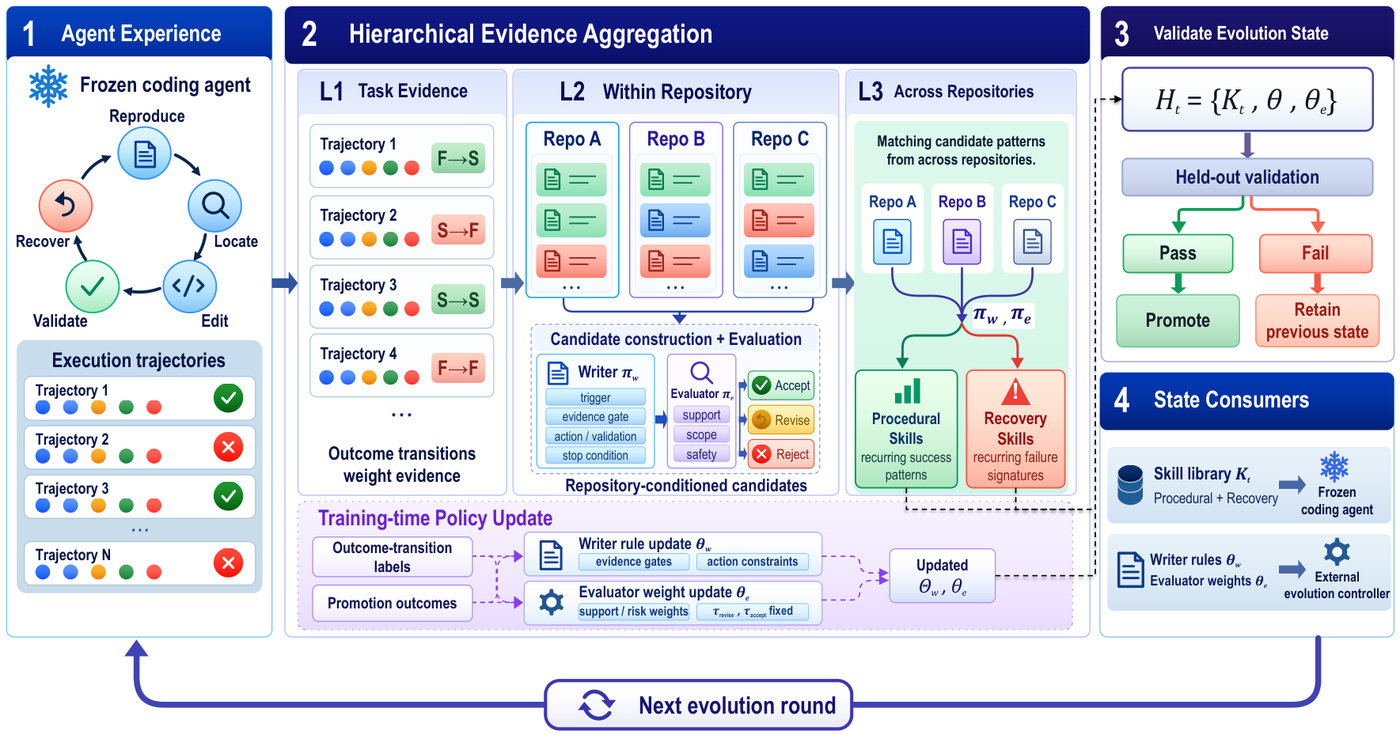 1 Agent Experience
Frozen coding agent
Reproduce
Locate
Edit
Validate
Recover
Execution trajectories
Trajectory 1
Trajectory 2
Trajectory 3
...
Trajectory N
2 Hierarchical Evidence Aggregation
L1 Task Evidence
Trajectory 1
F→S
Trajectory 2
S→F
Trajectory 3
S→S
Trajectory 4
F→F
...
Outcome transitions
weight evidence
L2 Within Repository
Repo A
...
Repo B
...
Repo C
...
Candidate construction + Evaluation
Writer π_w
trigger
evidence gate
action / validation
stop condition
Evaluator π_e
support
scope
safety
Accept
Revise
Reject
Repository-conditioned candidates
L3 Across Repositories
Matching candidate patterns
from across repositories.
Repo A
Repo B
Repo C
π_w , π_e
Procedural
Skills
recurring success
patterns
Recovery
Skills
recurring failure
signatures
Training-time Policy Update
Outcome-transition
labels
Promotion outcomes
Writer rule update θ_w
evidence gates
action constraints
Evaluator weight update θ_e
support / risk weights
τ_revise , τ_accept fixed
Updated
Θ_w , θ_e
3 Validate Evolution State
H_t = {K_t , θ , θ_e}
Held-out validation
Pass
Fail
Promote
Retain
previous state
4 State Consumers
Skill library K_t
Procedural + Recovery
Frozen
coding agent
Writer rules θ_w
Evaluator weights θ_e
External
evolution controller
Next evolution round